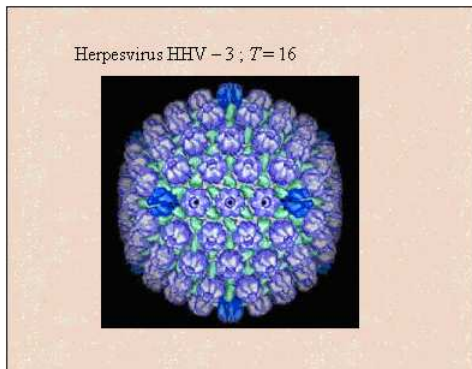 Herpesvirus HHV – 3 ; T = 16